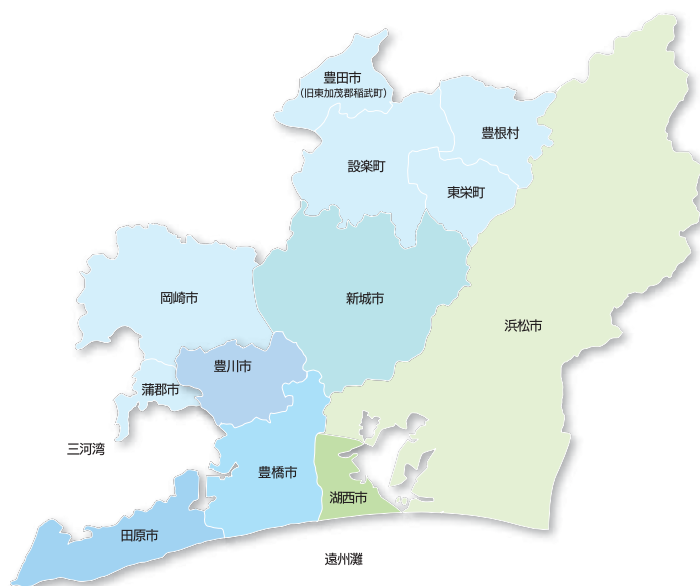 豊田市
（旧東加茂郡稲武町）
豊根村
設楽町
東栄町
岡崎市
新城市
浜松市
豊川市
蒲郡市
三河湾
豊橋市
湖西市
田原市
遠州灘